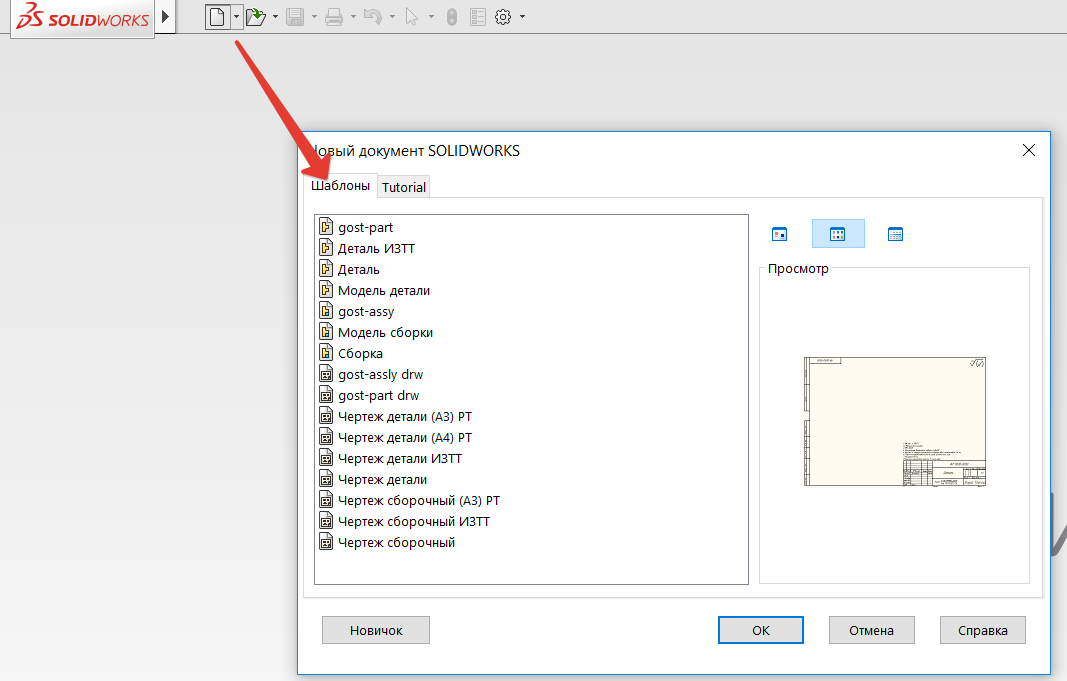 SOLIDWORKS
Новый документ SOLIDWORKS
Шаблоны Tutorial
gost-part
Деталь ИЗТТ
Деталь
Модель детали
gost-assy
Модель сборки
Сборка
gost-assly drw
gost-part drw
Чертеж детали (А3) РТ
Чертеж детали (А4) РТ
Чертеж детали ИЗТТ
Чертеж детали
Чертеж сборочный (А3) РТ
Чертеж сборочный ИЗТТ
Чертеж сборочный
Просмотр
Новичок OK Отмена Справка